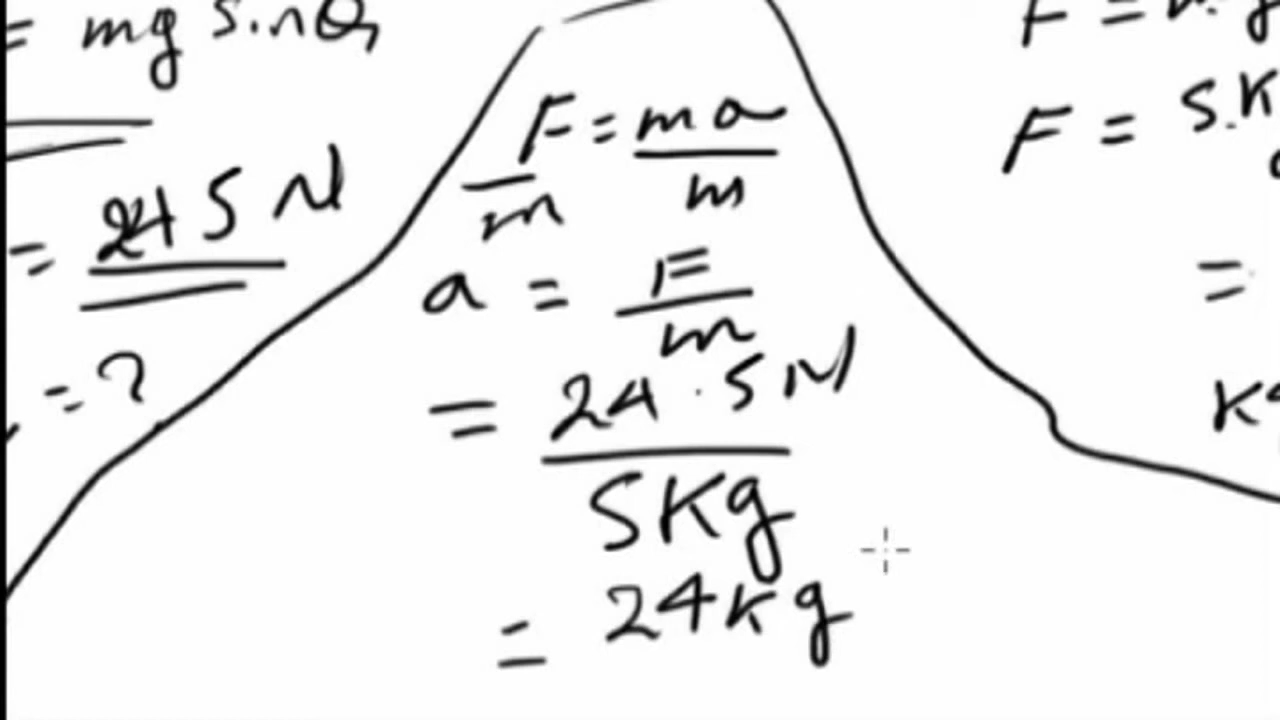 = mg sinθ
= 245 N
= ?
F = ma
m m
a = F
m
= 24.5 N
5 Kg
= 24 kg
F =
F = 5.K
=